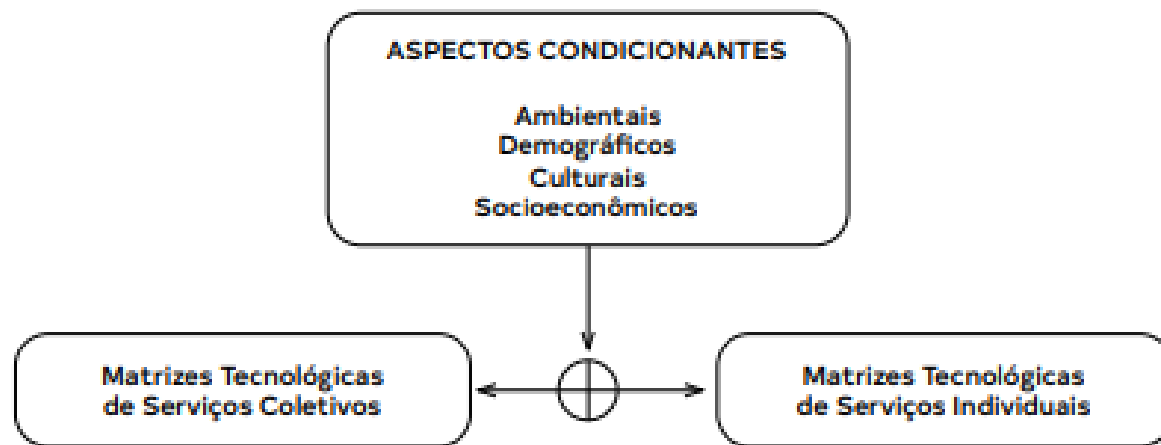 ASPECTOS CONDICIONANTES
Ambientais
Demográficos
Culturais
Socioeconômicos
Matrizes Tecnológicas
de Serviços Coletivos
Matrizes Tecnológicas
de Serviços Individuais